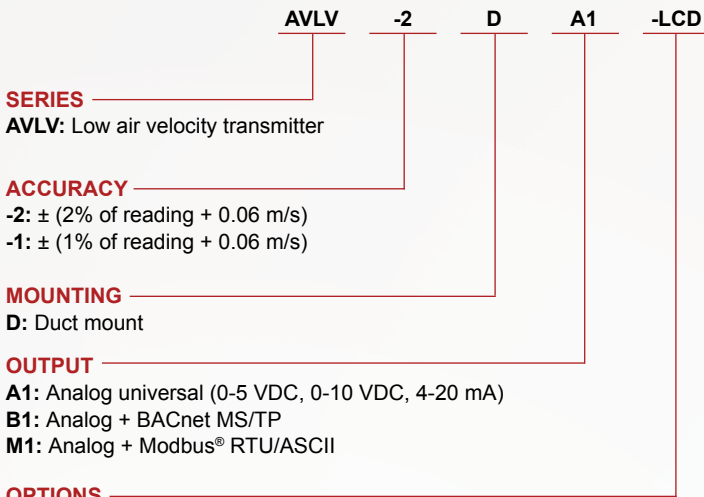 AVLV -2 D A1 -LCD
SERIES
AVLV: Low air velocity transmitter
ACCURACY
-2: ± (2% of reading + 0.06 m/s)
-1: ± (1% of reading + 0.06 m/s)
MOUNTING
D: Duct mount
OUTPUT
A1: Analog universal (0-5 VDC, 0-10 VDC, 4-20 mA)
B1: Analog + BACnet MS/TP
M1: Analog + Modbus® RTU/ASCII
OPTIONS